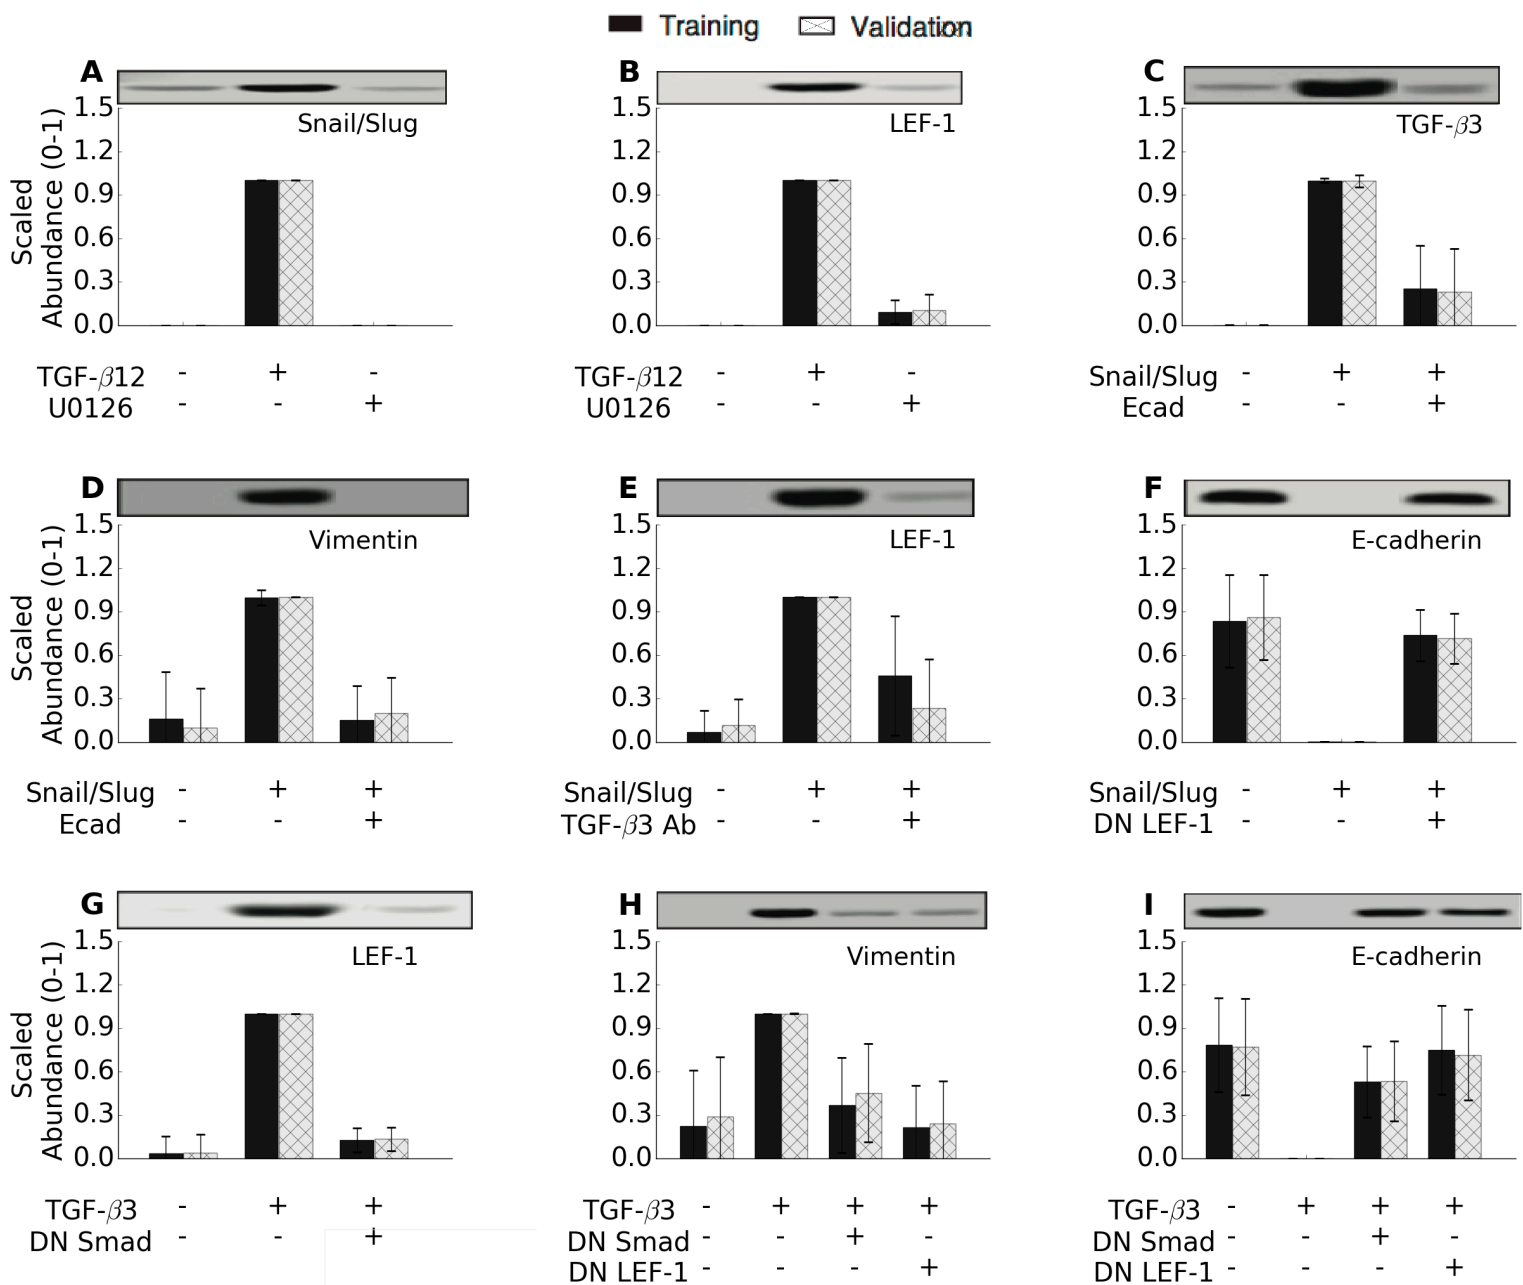 Training Validation
A
1.5
Snail/Slug
1.2
0.9
0.6
0.3
0.0
Scaled
Abundance (0-1)
TGF-β12 - + -
U0126 - - +
B
1.5
LEF-1
1.2
0.9
0.6
0.3
0.0
TGF-β12 - + -
U0126 - - +
C
1.5
TGF-β3
1.2
0.9
0.6
0.3
0.0
Snail/Slug - + +
Ecad - - +
D
1.5
Vimentin
1.2
0.9
0.6
0.3
0.0
Scaled
Abundance (0-1)
Snail/Slug - + +
Ecad - - +
E
1.5
LEF-1
1.2
0.9
0.6
0.3
0.0
Snail/Slug - + +
TGF-β3 Ab - - +
F
1.5
E-cadherin
1.2
0.9
0.6
0.3
0.0
Snail/Slug - + +
DN LEF-1 - - +
G
1.5
LEF-1
1.2
0.9
0.6
0.3
0.0
Scaled
Abundance (0-1)
TGF-β3 - + +
DN Smad - - +
H
1.5
Vimentin
1.2
0.9
0.6
0.3
0.0
TGF-β3 - + + +
DN Smad - - + -
DN LEF-1 - - - +
I
1.5
E-cadherin
1.2
0.9
0.6
0.3
0.0
TGF-β3 - + + +
DN Smad - - + -
DN LEF-1 - - - +